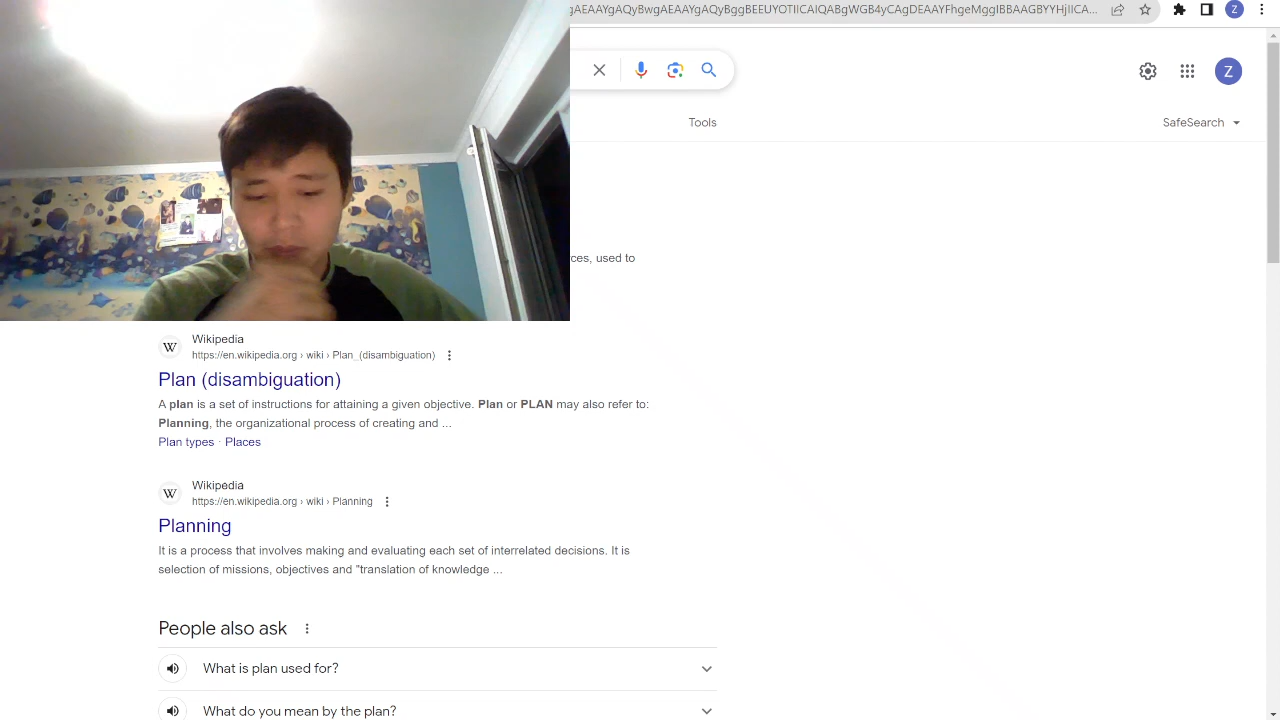 gAEAAYgAQyBwgAEAAYgAQyBggBEEUYOTIICAIQABgWGB4yCAgDEAAYFhgeMggIBBAAGBYYHjIICA...
Z
Z
Tools
SafeSearch
ces, used to
W
Wikipedia
https://en.wikipedia.org › wiki › Plan_(disambiguation)
Plan (disambiguation)
A plan is a set of instructions for attaining a given objective. Plan or PLAN may also refer to:
Planning, the organizational process of creating and ...
Plan types · Places
W
Wikipedia
https://en.wikipedia.org › wiki › Planning
Planning
It is a process that involves making and evaluating each set of interrelated decisions. It is
selection of missions, objectives and "translation of knowledge ...
People also ask
What is plan used for?
What do you mean by the plan?